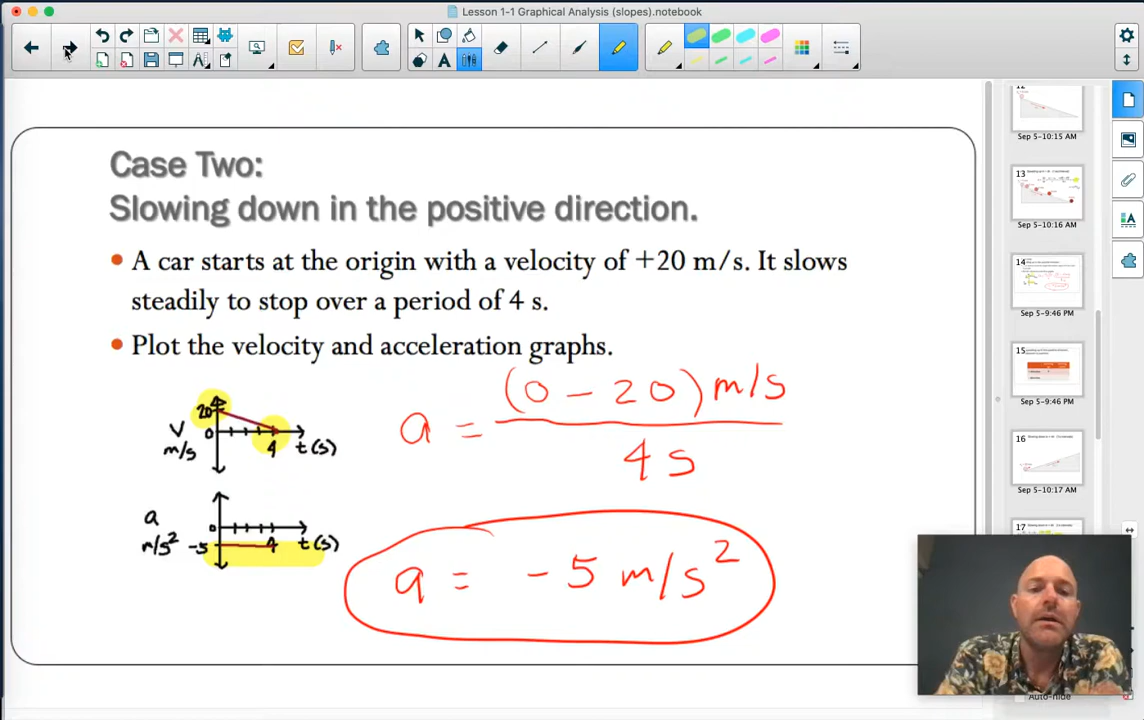 Lesson 1-1 Graphical Analysis (slopes).notebook
Case Two:
Slowing down in the positive direction.
• A car starts at the origin with a velocity of +20 m/s. It slows
steadily to stop over a period of 4 s.
• Plot the velocity and acceleration graphs.
20
v
m/s
0
4
t(s)
a
m/s²
0
-5
4
t(s)
a = (0 - 20) m/s
4 s
a = -5 m/s²
12
Sep 5-10:15 AM
13
Sep 5-10:16 AM
14
Sep 5-9:46 PM
15
Sep 5-9:46 PM
16
Sep 5-10:17 AM
17
Auto-hide